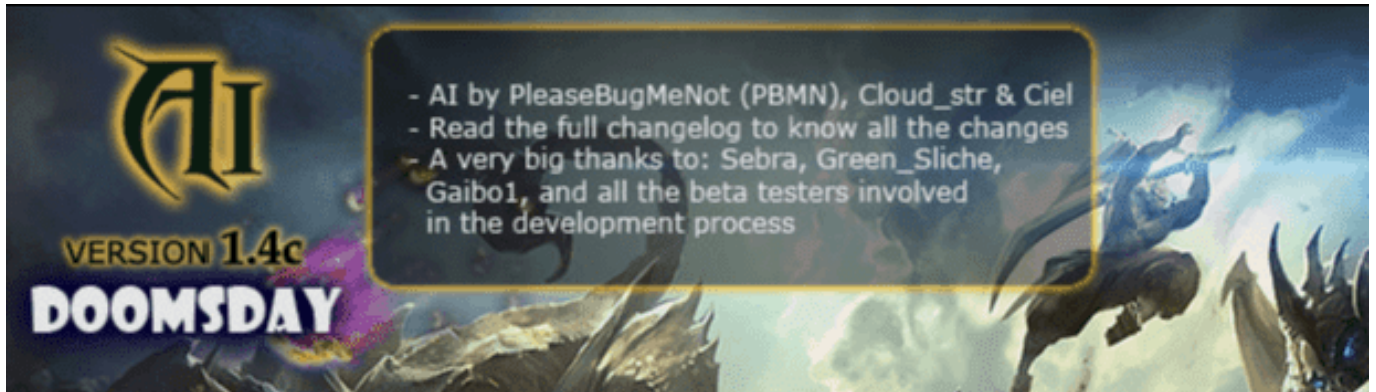 AI
VERSION 1.4c
DOOMSDAY
- AI by PleaseBugMeNot (PBMN), Cloud_str & Ciel
- Read the full changelog to know all the changes
- A very big thanks to: Sebra, Green_Sliche,
Gaibo1, and all the beta testers involved
in the development process